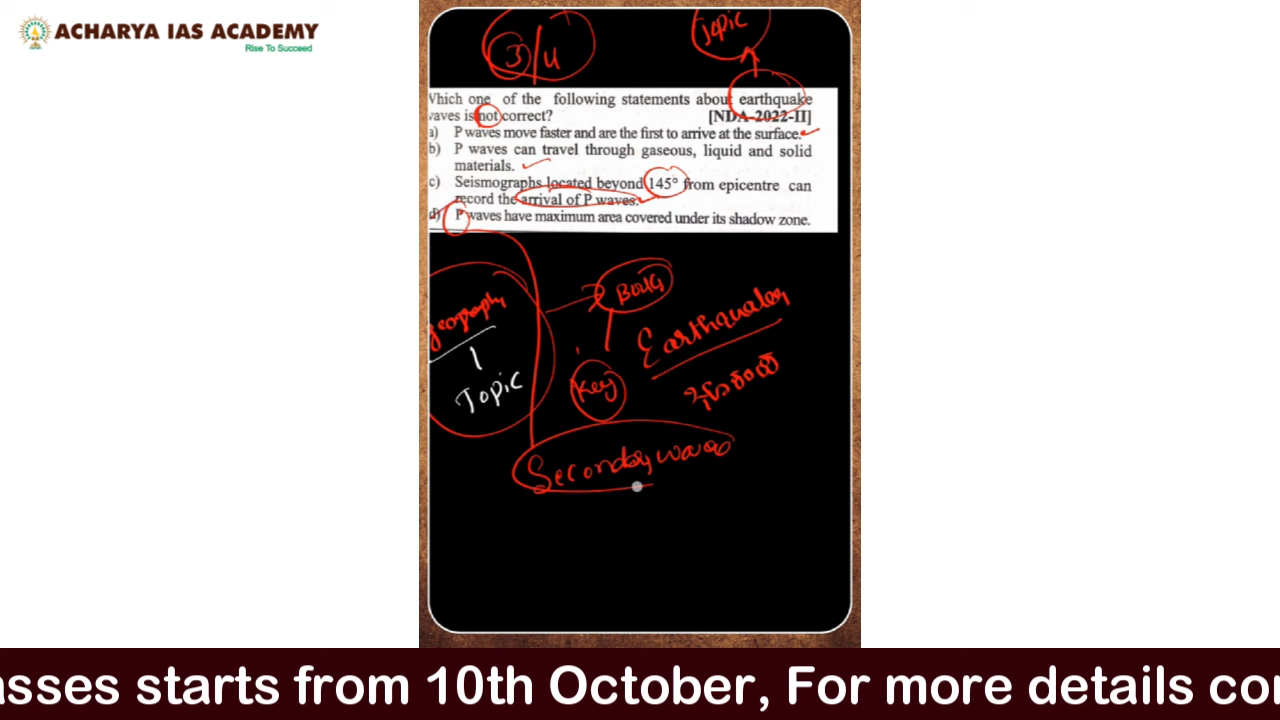 ACHARYA IAS ACADEMY
Rise To Succeed
3/4
Topic
Which one of the following statements about earthquake
waves is not correct? [NDA-2022-II]
a) P waves move faster and are the first to arrive at the surface.
b) P waves can travel through gaseous, liquid and solid
materials.
c) Seismographs located beyond 145° from epicentre can
record the arrival of P waves.
d) P waves have maximum area covered under its shadow zone.
Geography
Topic
Key
Secondary waves
asses starts from 10th October, For more details con